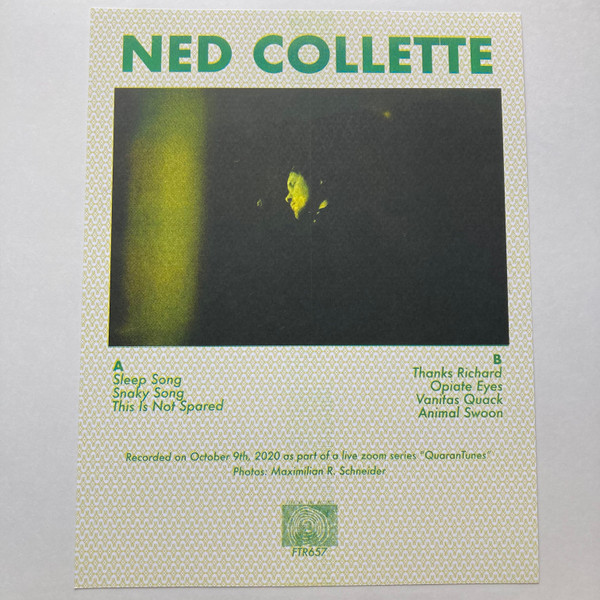 NED COLLETTE
A
Sleep Song
Snaky Song
This Is Not Spared
B
Thanks Richard
Opiate Eyes
Vanitas Quack
Animal Swoon
Recorded on October 9th, 2020 as part of a live zoom series "QuaranTunes"
Photos: Maximilian R. Schneider
FTR657